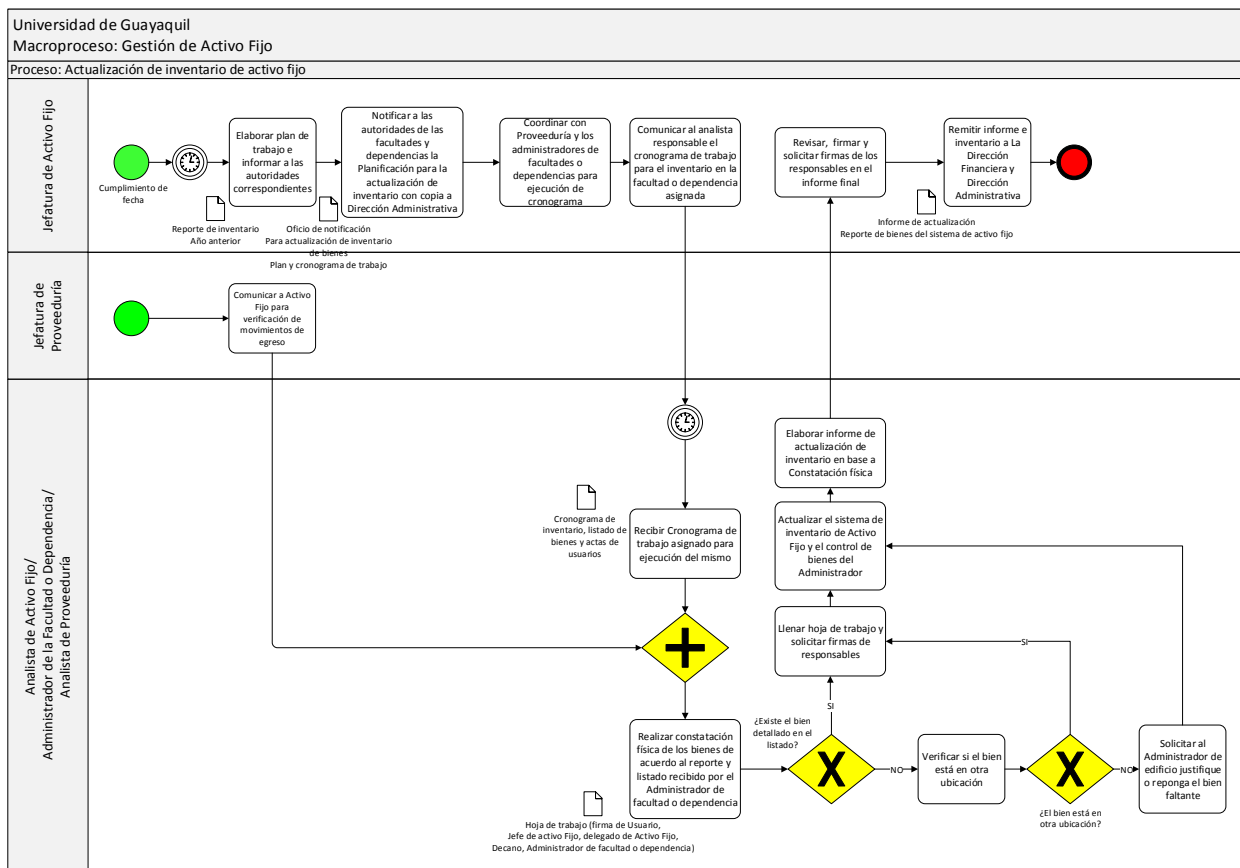 Universidad de Guayaquil
Macroproceso: Gestión de Activo Fijo
Proceso: Actualización de inventario de activo fijo
Jefatura de Activo Fijo
Cumplimiento de
fecha
Elaborar plan de
trabajo e
informar a las
autoridades
correspondientes
Reporte de inventario
Año anterior
Notificar a las
autoridades de las
facultades y
dependencias la
Planificación para la
actualización de
inventario con copia a
Dirección Administrativa
Oficio de notificación
Para actualización de inventario
de bienes
Plan y cronograma de trabajo
Coordinar con
Proveeduría y los
administradores de
facultades o
dependencias para
ejecución de
cronograma
Comunicar al analista
responsable el
cronograma de trabajo
para el inventario en la
facultad o dependencia
asignada
Revisar, firmar y
solicitar firmas de los
responsables en el
informe final
Remitir informe e
inventario a La
Dirección
Financiera y
Dirección
Administrativa
Informe de actualización
Reporte de bienes del sistema de activo fijo
Jefatura de
Proveeduría
Comunicar a Activo
Fijo para
verificación de
movimientos de
egreso
Analista de Activo Fijo/
Administrador de la Facultad o Dependencia/
Analista de Proveeduría
Cronograma de
inventario, listado de
bienes y actas de
usuarios
Recibir Cronograma de
trabajo asignado para
ejecución del mismo
Realizar constatación
física de los bienes de
acuerdo al reporte y
listado recibido por el
Administrador de
facultad o dependencia
Hoja de trabajo (firma de Usuario,
Jefe de activo Fijo, delegado de Activo Fijo,
Decano, Administrador de facultad o dependencia)
¿Existe el bien
detallado en el
listado?
SI
NO
Elaborar informe de
actualización de
inventario en base a
Constatación física
Actualizar el sistema de
inventario de Activo
Fijo y el control de
bienes del
Administrador
Llenar hoja de trabajo y
solicitar firmas de
responsables
Verificar si el bien
está en otra
ubicación
SI
NO
¿El bien está en
otra ubicación?
Solicitar al
Administrador de
edificio justifique
o reponga el bien
faltante